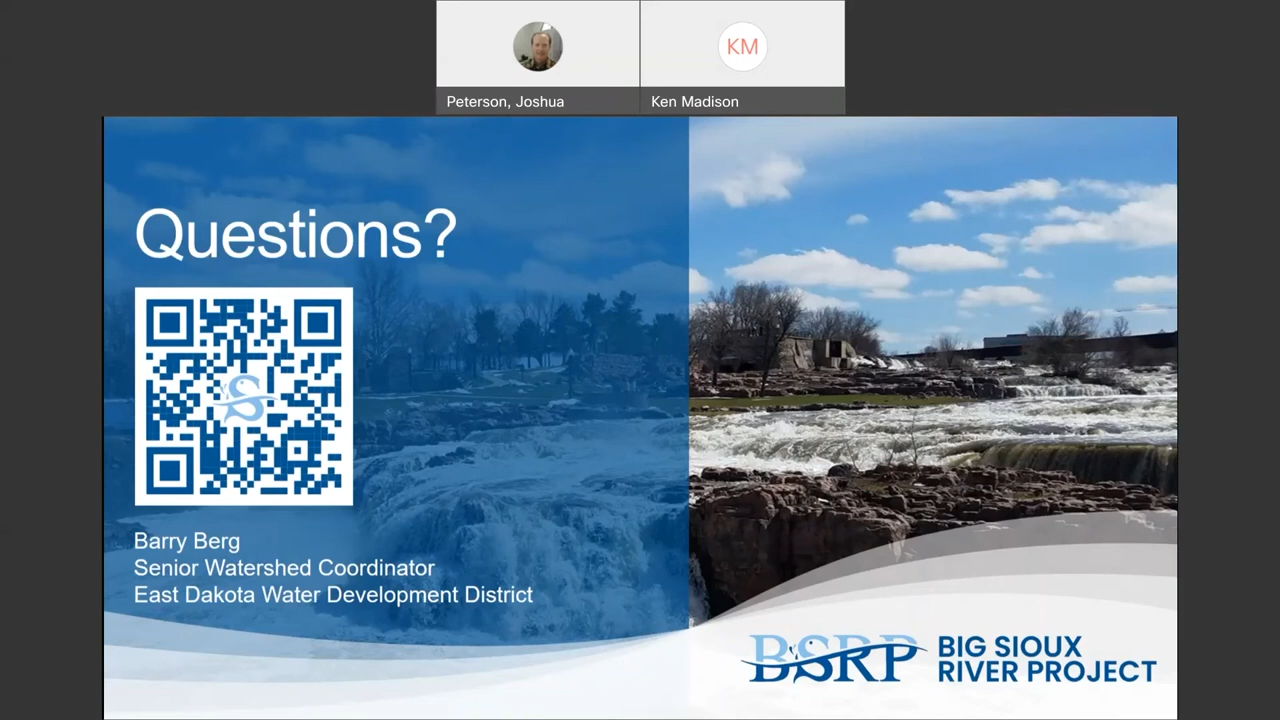 KM
Peterson, Joshua
Ken Madison
Questions?
S
Barry Berg
Senior Watershed Coordinator
East Dakota Water Development District
BSRP
BIG SIOUX
RIVER PROJECT